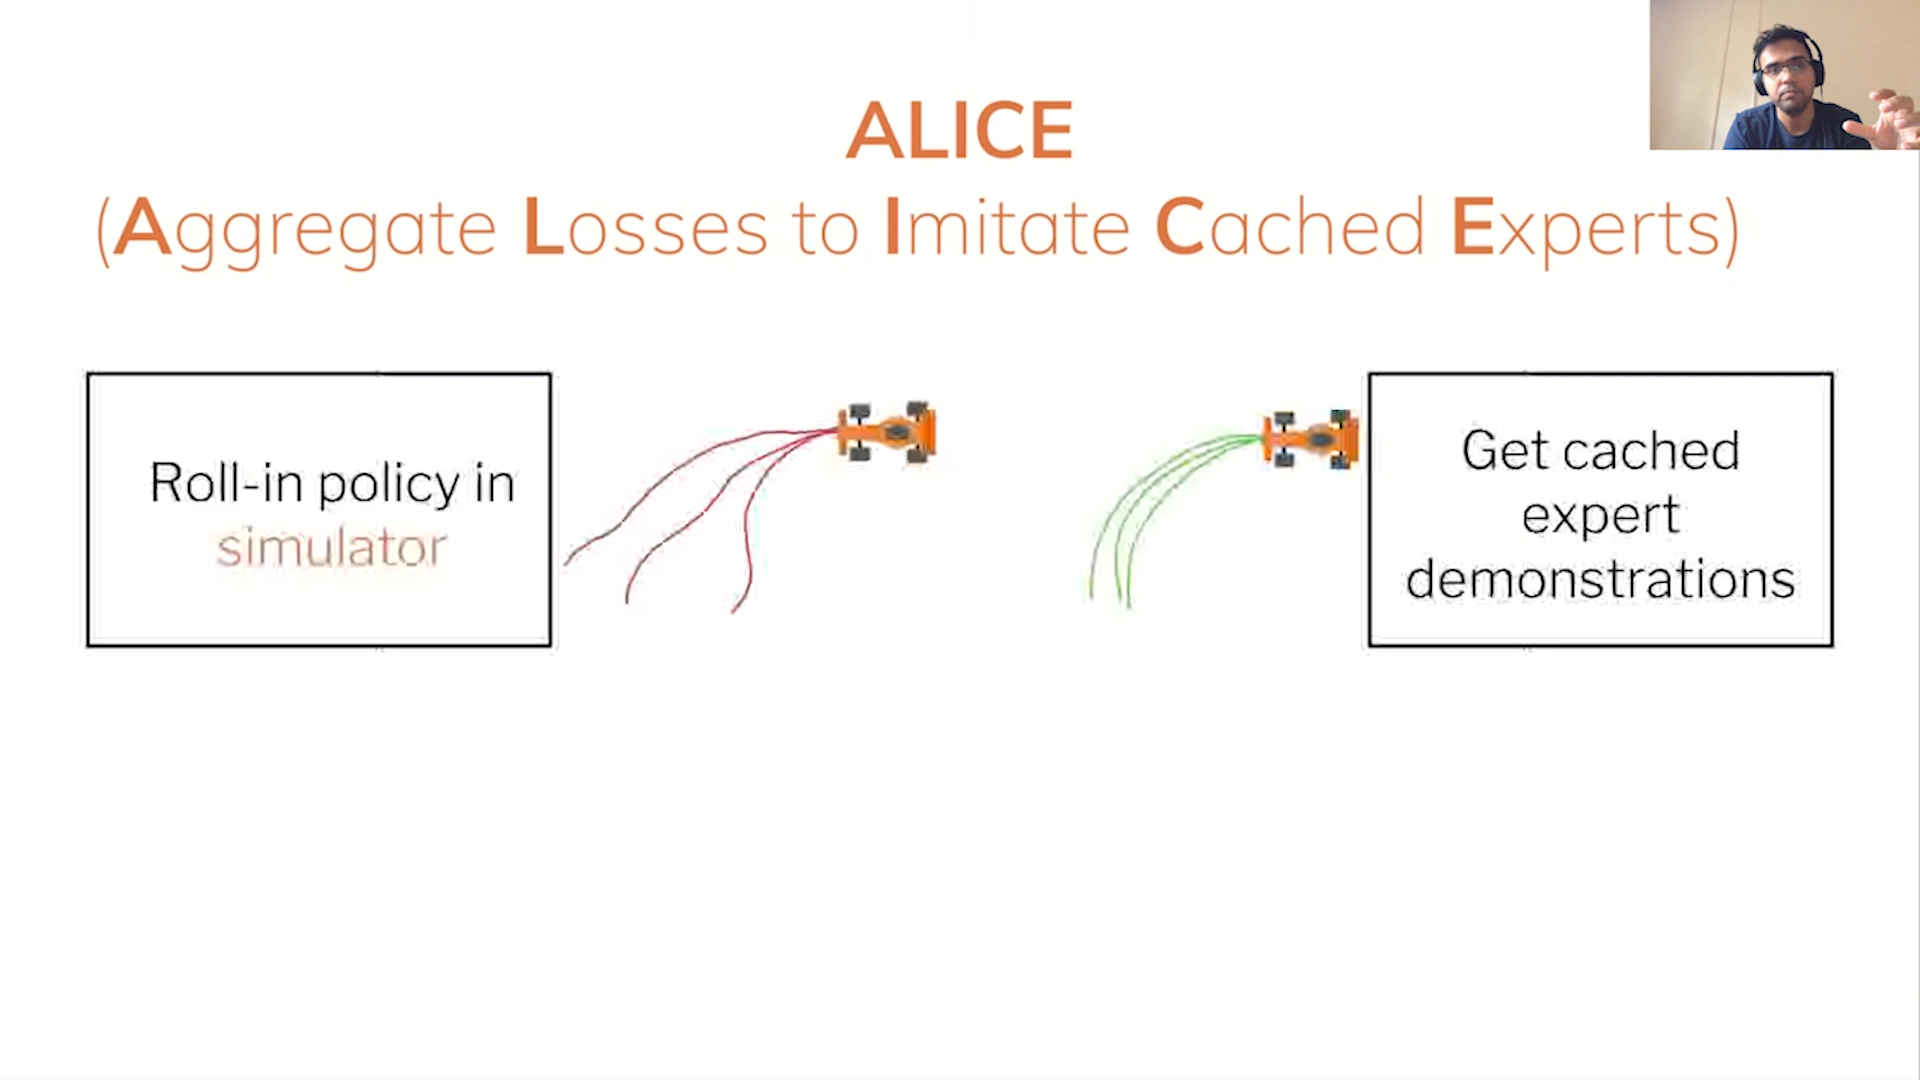 ALICE
(Aggregate Losses to Imitate Cached Experts)
Roll-in policy in
simulator
Get cached
expert
demonstrations